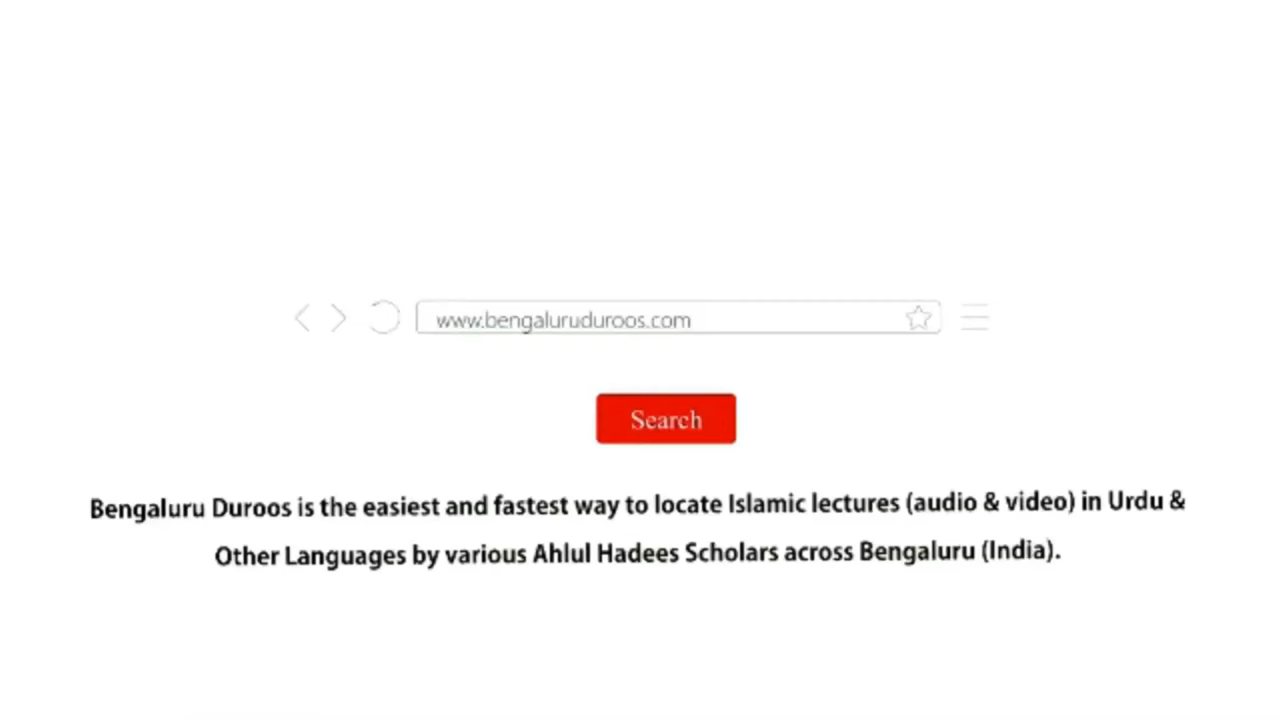 www.bengaluruduroos.com
Search
Bengaluru Duroos is the easiest and fastest way to locate Islamic lectures (audio & video) in Urdu &
Other Languages by various Ahlul Hadees Scholars across Bengaluru (India).